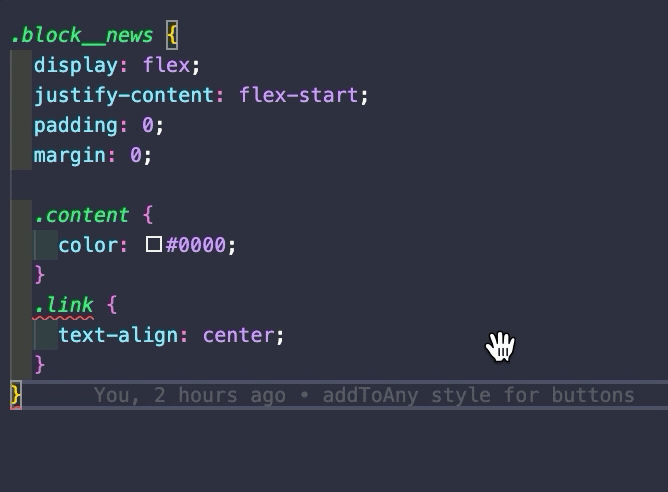 .block__news {
display: flex;
justify-content: flex-start;
padding: 0;
margin: 0;
.content {
color: #0000;
}
.link {
text-align: center;
}
} You, 2 hours ago • addToAny style for buttons